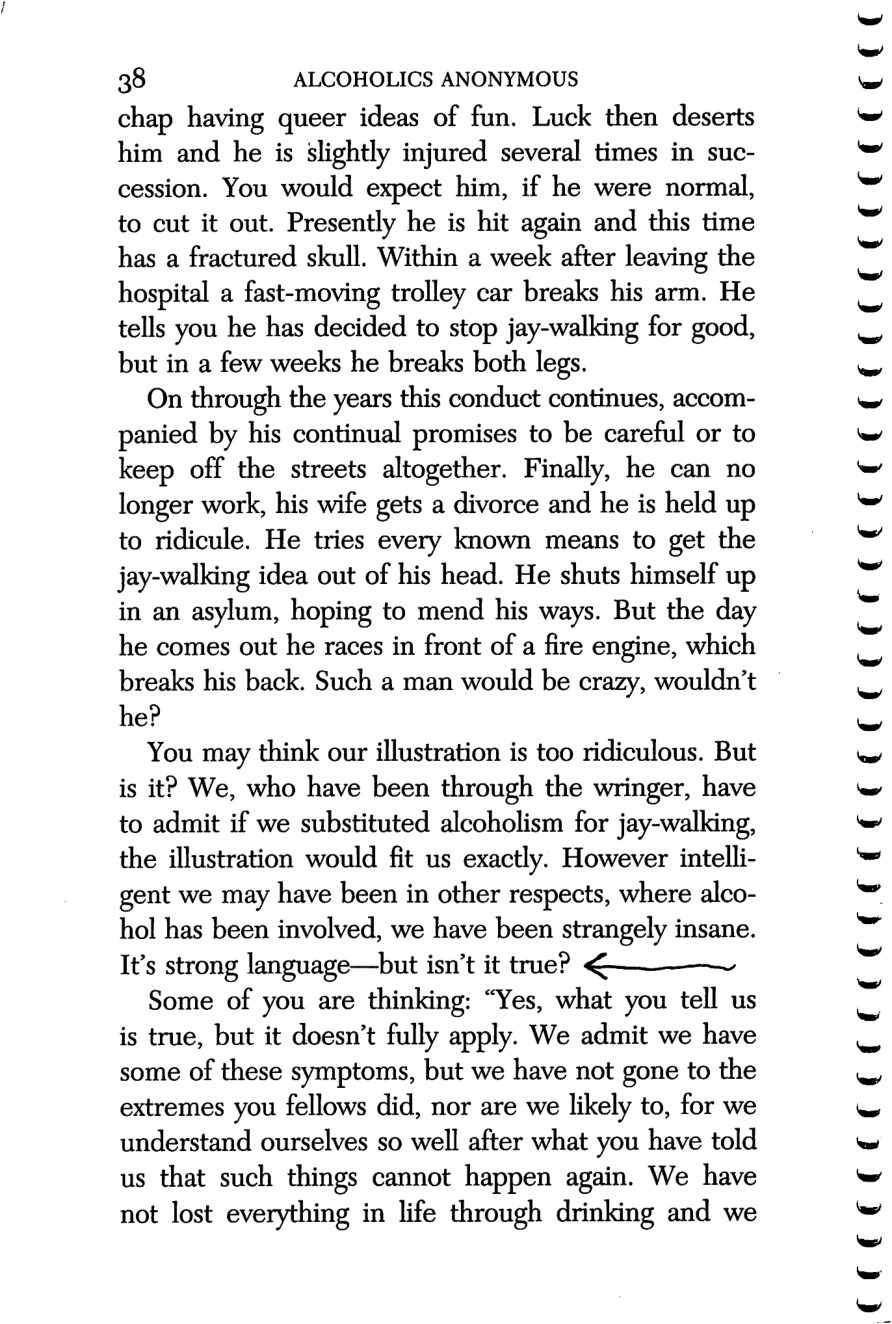 38 ALCOHOLICS ANONYMOUS
chap having queer ideas of fun. Luck then deserts
him and he is slightly injured several times in suc-
cession. You would expect him, if he were normal,
to cut it out. Presently he is hit again and this time
has a fractured skull. Within a week after leaving the
hospital a fast-moving trolley car breaks his arm. He
tells you he has decided to stop jay-walking for good,
but in a few weeks he breaks both legs.
On through the years this conduct continues, accom-
panied by his continual promises to be careful or to
keep off the streets altogether. Finally, he can no
longer work, his wife gets a divorce and he is held up
to ridicule. He tries every known means to get the
jay-walking idea out of his head. He shuts himself up
in an asylum, hoping to mend his ways. But the day
he comes out he races in front of a fire engine, which
breaks his back. Such a man would be crazy, wouldn't
he?
You may think our illustration is too ridiculous. But
is it? We, who have been through the wringer, have
to admit if we substituted alcoholism for jay-walking,
the illustration would fit us exactly. However intelli-
gent we may have been in other respects, where alco-
hol has been involved, we have been strangely insane.
It's strong language—but isn't it true?
Some of you are thinking: "Yes, what you tell us
is true, but it doesn't fully apply. We admit we have
some of these symptoms, but we have not gone to the
extremes you fellows did, nor are we likely to, for we
understand ourselves so well after what you have told
us that such things cannot happen again. We have
not lost everything in life through drinking and we